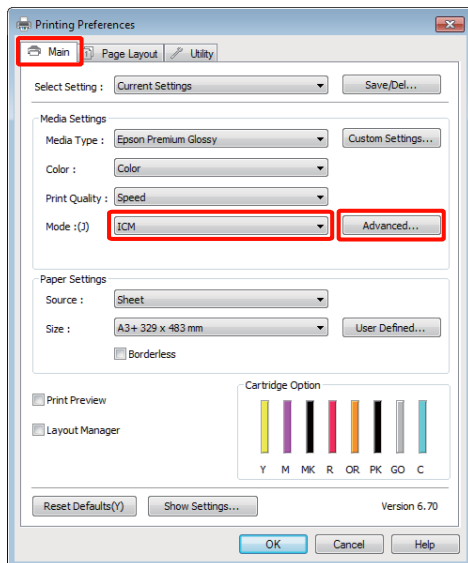 Printing Preferences
Main Page Layout Utility
Select Setting : Current Settings Save/Del...
Media Settings
Media Type : Epson Premium Glossy Custom Settings...
Color : Color
Print Quality : Speed
Mode :(J) ICM Advanced...
Paper Settings
Source : Sheet
Size : A3+ 329 x 483 mm User Defined...
Borderless
Cartridge Option
Print Preview
Layout Manager
Y M MK R OR PK GO C
Reset Defaults(Y) Show Settings... Version 6.70
OK Cancel Help